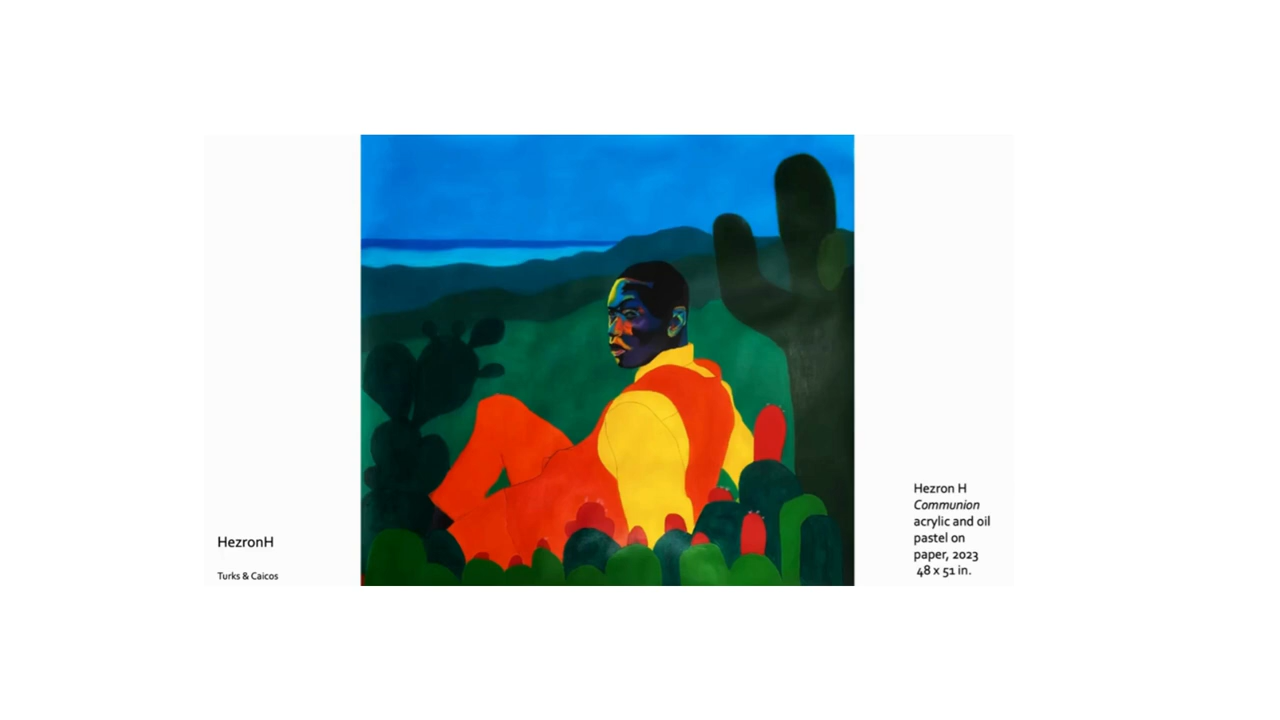 HezronH
Turks & Caicos
Hezron H
Communion
acrylic and oil
pastel on
paper, 2023
48 x 51 in.